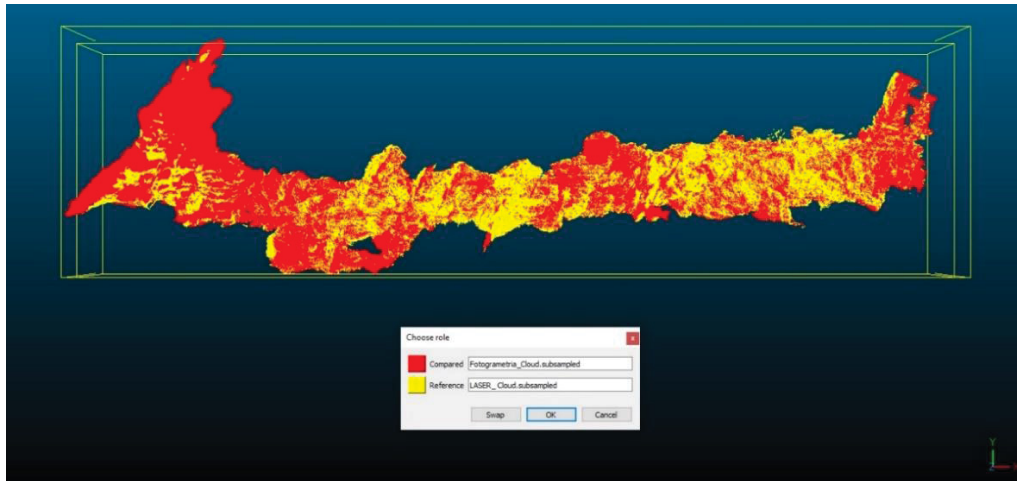 Choose role
Compared Fotogrametria_Cloud.subsampled
Reference LASER_ Cloud.subsampled
Swap OK Cancel
Y
Z